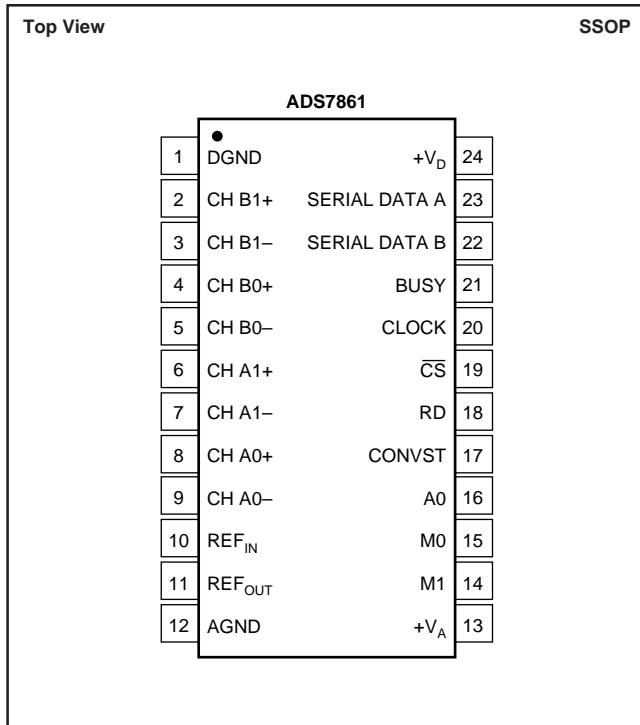 Top View SSOP
ADS7861
1 DGND +VD 24
2 CH B1+ SERIAL DATA A 23
3 CH B1– SERIAL DATA B 22
4 CH B0+ BUSY 21
5 CH B0– CLOCK 20
6 CH A1+ C̅S̅ 19
7 CH A1– RD 18
8 CH A0+ CONVST 17
9 CH A0– A0 16
10 REFIN M0 15
11 REFOUT M1 14
12 AGND +VA 13